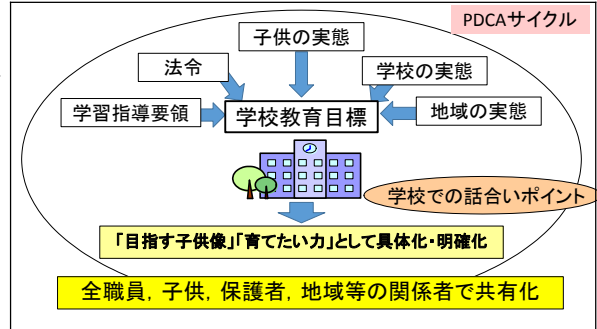 PDCAサイクル
子供の実態
法令
学校の実態
学習指導要領
学校教育目標
地域の実態
学校での話合いポイント
「目指す子供像」「育てたい力」として具体化・明確化
全職員，子供，保護者，地域等の関係者で共有化